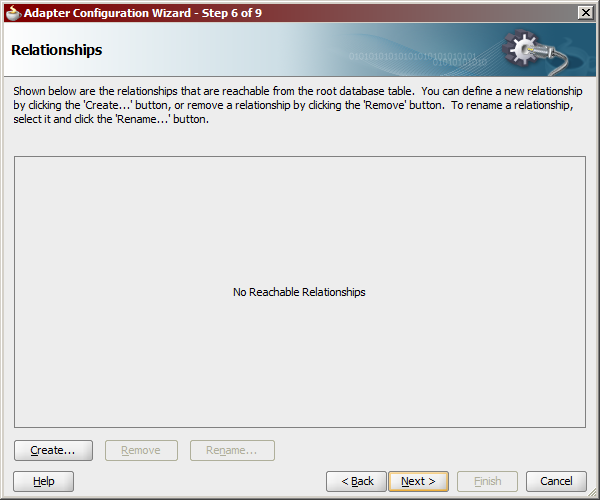 Adapter Configuration Wizard - Step 6 of 9
Relationships
Shown below are the relationships that are reachable from the root database table.  You can define a new relationship
by clicking the 'Create...' button, or remove a relationship by clicking the 'Remove' button.  To rename a relationship,
select it and click the 'Rename...' button.
No Reachable Relationships
Create... Remove Rename...
Help < Back Next > Finish Cancel